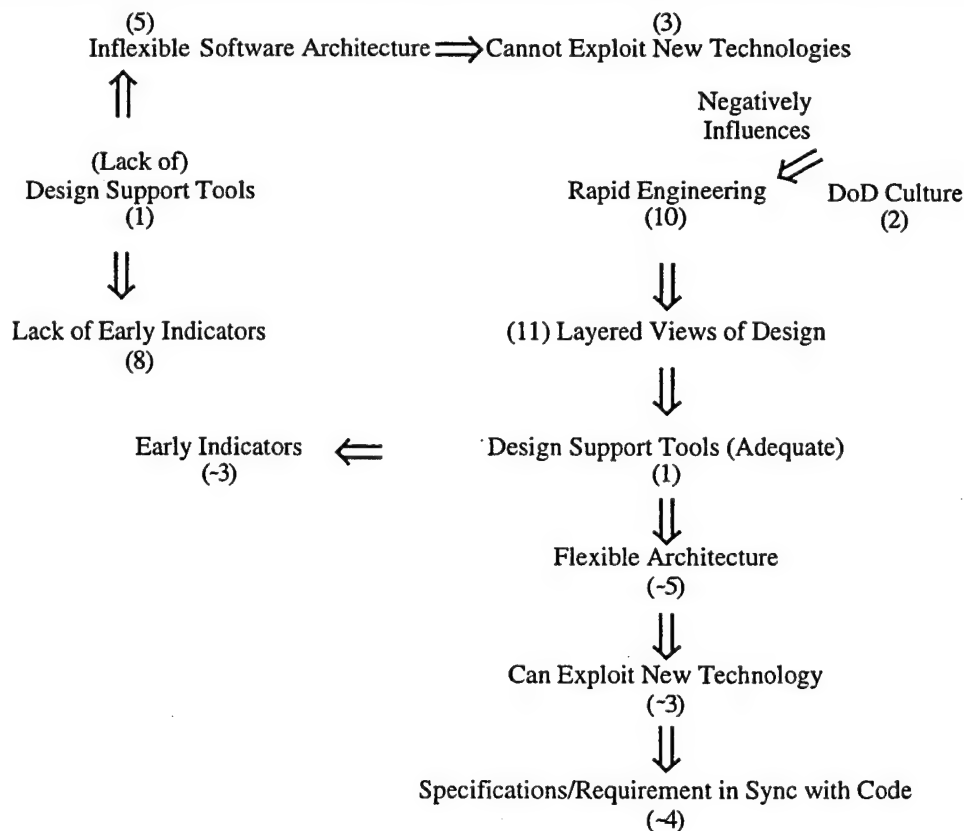 (5)
Inflexible Software Architecture
(3)
Cannot Exploit New Technologies
Negatively
Influences
(Lack of)
Design Support Tools
(1)
Rapid Engineering
(10)
DoD Culture
(2)
Lack of Early Indicators
(8)
(11) Layered Views of Design
Early Indicators
(~3)
Design Support Tools (Adequate)
(1)
Flexible Architecture
(~5)
Can Exploit New Technology
(~3)
Specifications/Requirement in Sync with Code
(~4)